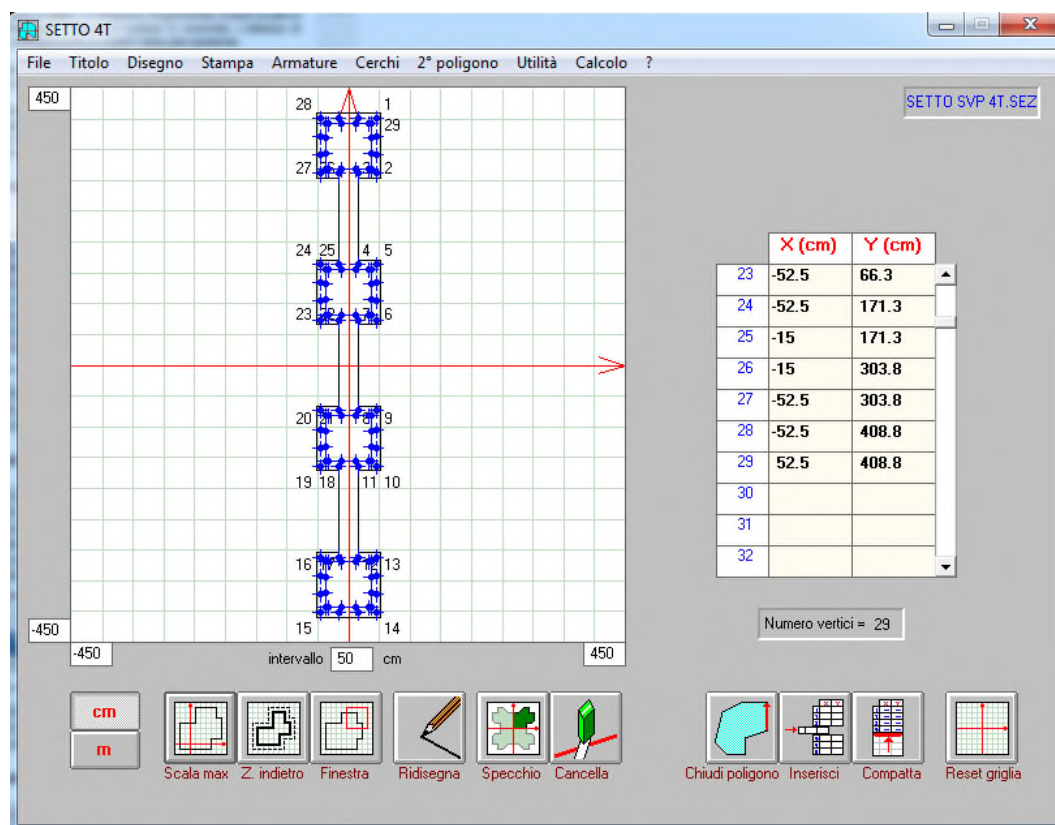 SETTO 4T
File Titolo Disegno Stampa Armature Cerchi 2° poligono Utilità Calcolo ?
450
SETTO SVP 4T.SEZ
28 1
29
27 2
24 25 4 5
23 6
20 9
19 18 11 10
16 13
15 14
X (cm) Y (cm)
23 -52.5 66.3
24 -52.5 171.3
25 -15 171.3
26 -15 303.8
27 -52.5 303.8
28 -52.5 408.8
29 52.5 408.8
30
31
32
Numero vertici = 29
-450
-450 450
intervallo 50 cm
cm
m
Scala max Z. indietro Finestra Ridisegna Specchio Cancella Chiudi poligono Inserisci Compatta Reset griglia